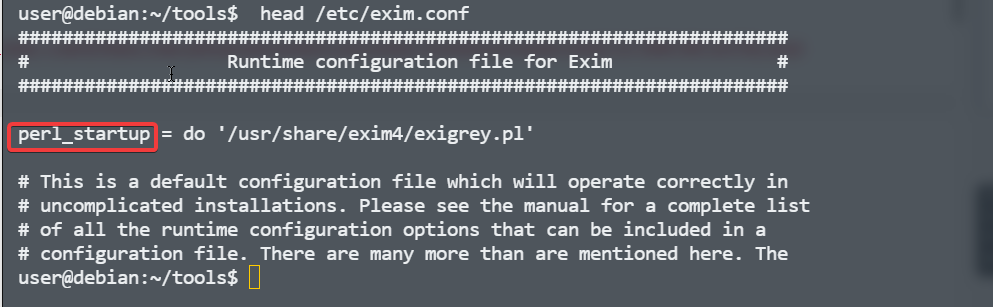 user@debian:~/tools$  head /etc/exim.conf
######################################################################
#                  Runtime configuration file for Exim               #
######################################################################
perl_startup = do '/usr/share/exim4/exigrey.pl'
# This is a default configuration file which will operate correctly in
# uncomplicated installations. Please see the manual for a complete list
# of all the runtime configuration options that can be included in a
# configuration file. There are many more than are mentioned here. The
user@debian:~/tools$